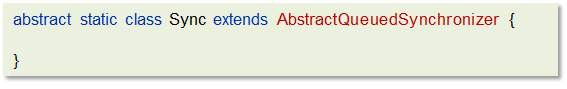 abstract static class Sync extends AbstractQueuedSynchronizer {
}